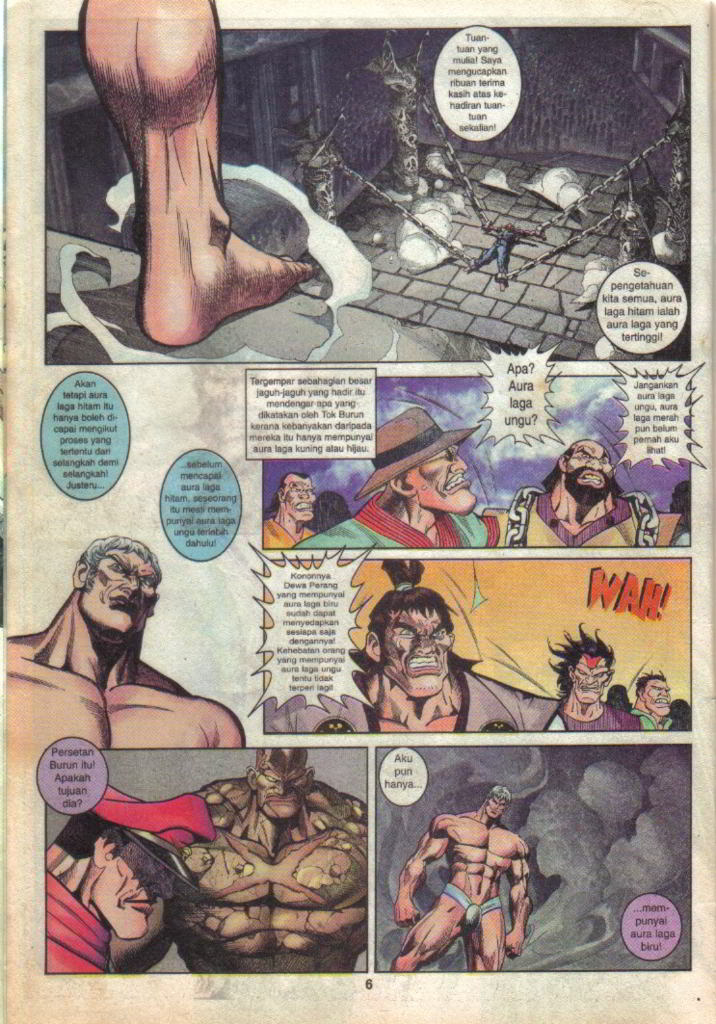 Tuan-
tuan yang
mulia! Saya
mengucapkan
ribuan terima
kasih atas ke-
hadiran tuan-
tuan
sekalian!
Se-
pengetahuan
kita semua, aura
laga hitam ialah
aura laga yang
tertinggi!
Akan
tetapi aura
laga hitam itu
hanya boleh di-
capai mengikut
proses yang
tertentu dari
selangkah demi
selangkah!
Justeru...
...sebelum
mencapai
aura laga
hitam, seseorang
itu mesti mem-
punyai aura laga
ungu terlebih
dahulu!
Tergempar sebahagian besar
jaguh-jaguh yang hadir itu
mendengar apa yang
dikatakan oleh Tok Burun
kerana kebanyakan daripada
mereka itu hanya mempunyai
aura laga kuning atau hijau.
Apa?
Aura
laga
ungu?
Jangankan
aura laga
ungu, aura
laga merah
pun belum
pernah aku
lihat!
Kononnya
Dewa Perang
yang mempunyai
aura laga biru
sudah dapat
menyedapkan
sesiapa saja
dengannya!
Kehebatan orang
yang mempunyai
aura laga ungu
tentu tidak
terperi lagi!
WAH!
Persetan
Burun itu!
Apakah
tujuan
dia?
Aku
pun
hanya...
...mem-
punyai
aura laga
biru!
6